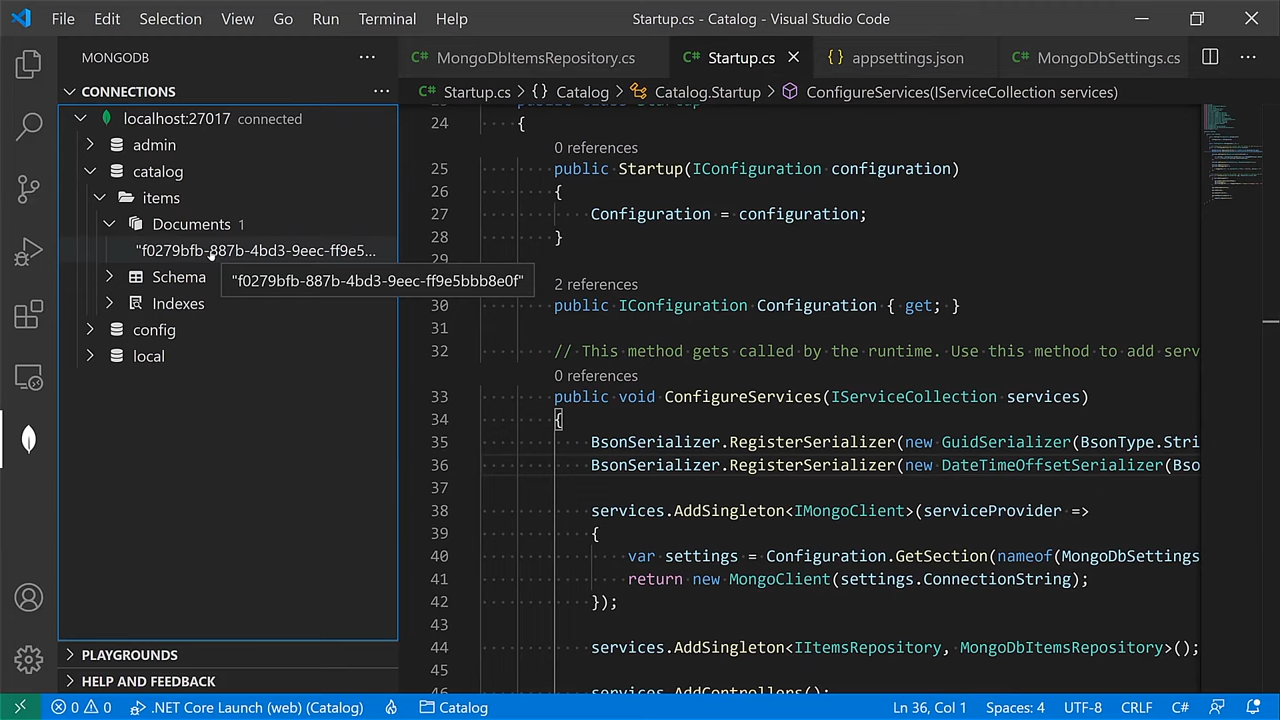 File Edit Selection View Go Run Terminal Help Startup.cs - Catalog - Visual Studio Code
MONGODB
MongoDbItemsRepository.cs Startup.cs appsettings.json MongoDbSettings.cs
CONNECTIONS
Startup.cs > {} Catalog > Catalog.Startup > ConfigureServices(IServiceCollection services)
localhost:27017 connected
admin
catalog
items
Documents 1
"f0279bfb-887b-4bd3-9eec-ff9e5...
"f0279bfb-887b-4bd3-9eec-ff9e5bbb8e0f"
Schema
Indexes
config
local
PLAYGROUNDS
HELP AND FEEDBACK
24 {
0 references
25 public Startup(IConfiguration configuration)
26 {
27 Configuration = configuration;
28 }
29
2 references
30 public IConfiguration Configuration { get; }
31
32 // This method gets called by the runtime. Use this method to add serv
0 references
33 public void ConfigureServices(IServiceCollection services)
34 {
35 BsonSerializer.RegisterSerializer(new GuidSerializer(BsonType.Stri
36 BsonSerializer.RegisterSerializer(new DateTimeOffsetSerializer(Bso
37
38 services.AddSingleton<IMongoClient>(serviceProvider =>
39 {
40 var settings = Configuration.GetSection(nameof(MongoDbSettings
41 return new MongoClient(settings.ConnectionString);
42 });
43
44 services.AddSingleton<IItemsRepository, MongoDbItemsRepository>();
45
46 services.AddControllers();
0 0 .NET Core Launch (web) (Catalog) Catalog Ln 36, Col 1 Spaces: 4 UTF-8 CRLF C#